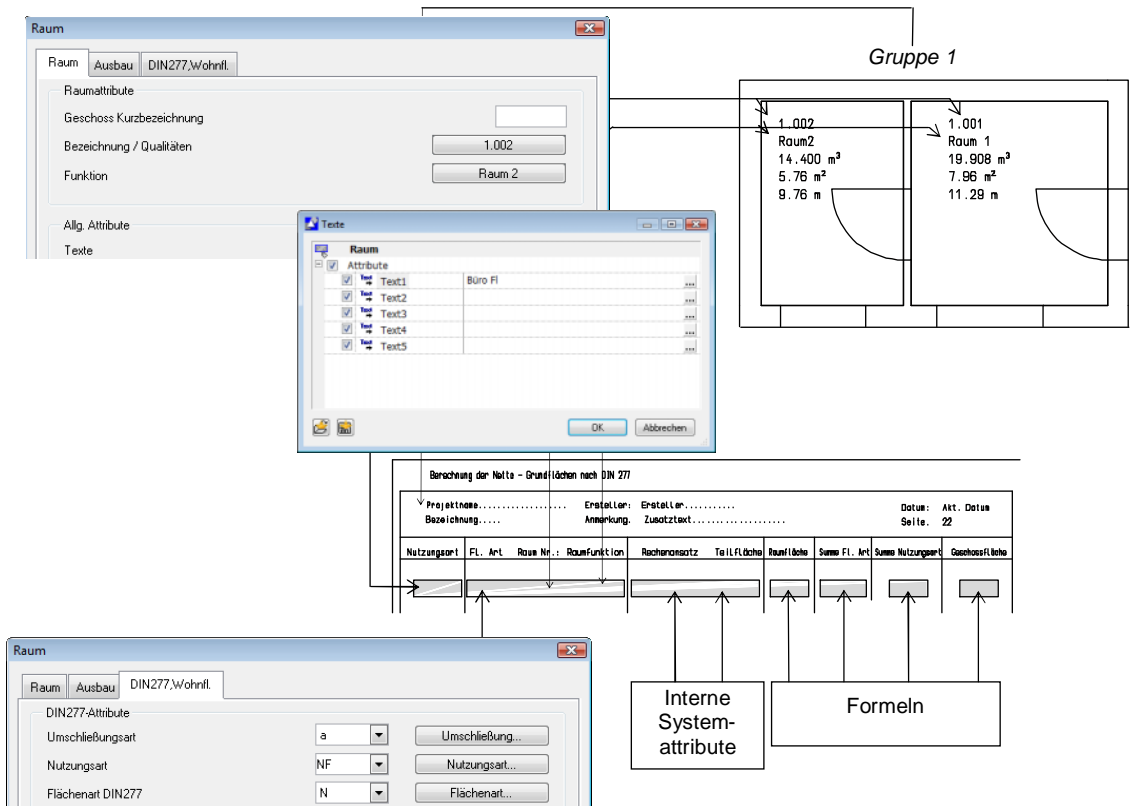 Raum
Raum Ausbau DIN277,Wohnfl.
Raumattribute
Geschoss Kurzbezeichnung
Bezeichnung / Qualitäten 1.002
Funktion Raum 2
Allg. Attribute
Texte
Gruppe 1
1.002
Raum2
14.400 m³
5.76 m²
9.76 m
1.001
Raum 1
19.908 m³
7.96 m²
11.29 m
Texte
Raum
Attribute
Text1 Büro Fl ...
Text2 ...
Text3 ...
Text4 ...
Text5 ...
OK Abbrechen
Berechnung der Netto - Grundflächen nach DIN 277
Projektname................... Ersteller: Ersteller........... Datum: Akt. Datum
Bezeichnung..... Anmerkung. Zusatztext.................... Seite. 22
Nutzungsart Fl. Art Raum Nr.: Raumfunktion Rechenansatz Teilfläche Raumfläche Summe Fl. Art Summe Nutzungsart Geschossfläche
Interne
System-
attribute
Formeln
Raum
Raum Ausbau DIN277,Wohnfl.
DIN277-Attribute
Umschließungsart a Umschließung...
Nutzungsart NF Nutzungsart...
Flächenart DIN277 N Flächenart...